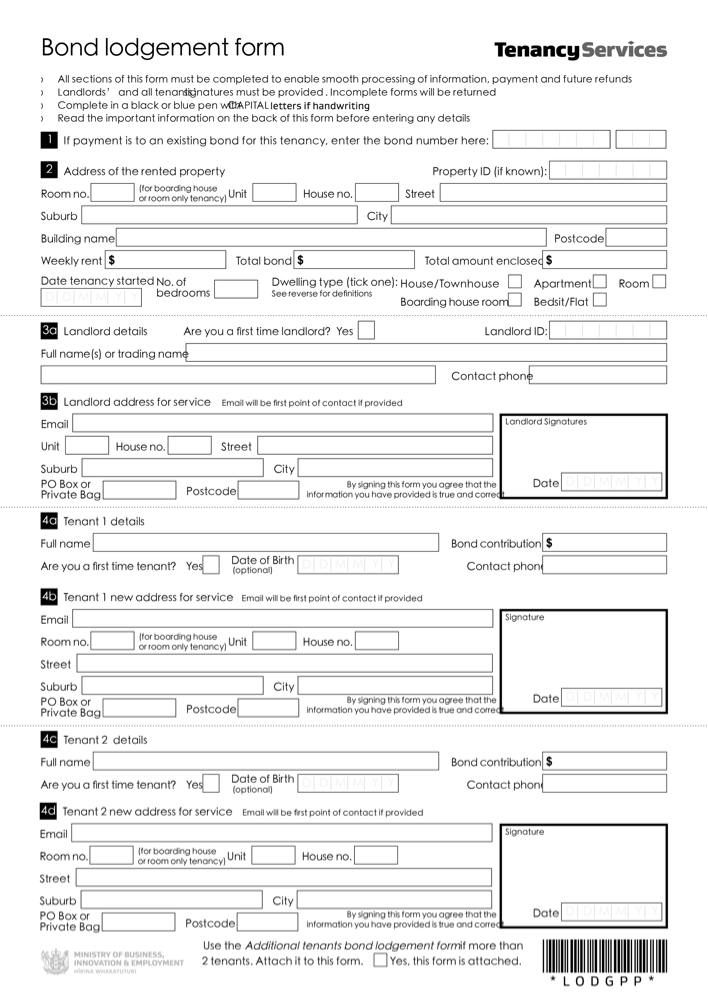 Bond lodgement form
TenancyServices
› All sections of this form must be completed to enable smooth processing of information, payment and future refunds
› Landlords' and all tenants' signatures must be provided . Incomplete forms will be returned
› Complete in a black or blue pen with CAPITAL letters if handwriting
› Read the important information on the back of this form before entering any details
1 If payment is to an existing bond for this tenancy, enter the bond number here:
2 Address of the rented property Property ID (if known):
Room no. (for boarding house or room only tenancy) Unit House no. Street
Suburb City
Building name Postcode
Weekly rent $ Total bond $ Total amount enclosed $
Date tenancy started No. of bedrooms Dwelling type (tick one): House/Townhouse Apartment Room
D D M M Y Y See reverse for definitions Boarding house room Bedsit/Flat
3a Landlord details Are you a first time landlord? Yes Landlord ID:
Full name(s) or trading name
Contact phone
3b Landlord address for service Email will be first point of contact if provided
Email Landlord Signatures
Unit House no. Street
Suburb City
PO Box or Private Bag Postcode By signing this form you agree that the information you have provided is true and correct Date D D M M Y Y
4a Tenant 1 details
Full name Bond contribution $
Are you a first time tenant? Yes Date of Birth (optional) D D M M Y Y Contact phon
4b Tenant 1 new address for service Email will be first point of contact if provided
Email Signature
Room no. (for boarding house or room only tenancy) Unit House no.
Street
Suburb City
PO Box or Private Bag Postcode By signing this form you agree that the information you have provided is true and correct Date D D M M Y Y
4c Tenant 2 details
Full name Bond contribution $
Are you a first time tenant? Yes Date of Birth (optional) D D M M Y Y Contact phon
4d Tenant 2 new address for service Email will be first point of contact if provided
Email Signature
Room no. (for boarding house or room only tenancy) Unit House no.
Street
Suburb City
PO Box or Private Bag Postcode By signing this form you agree that the information you have provided is true and correct Date D D M M Y Y
MINISTRY OF BUSINESS,
INNOVATION & EMPLOYMENT
HĪKINA WHAKATUTUKI
Use the Additional tenants bond lodgement form if more than
2 tenants. Attach it to this form. Yes, this form is attached.
* L O D G P P *